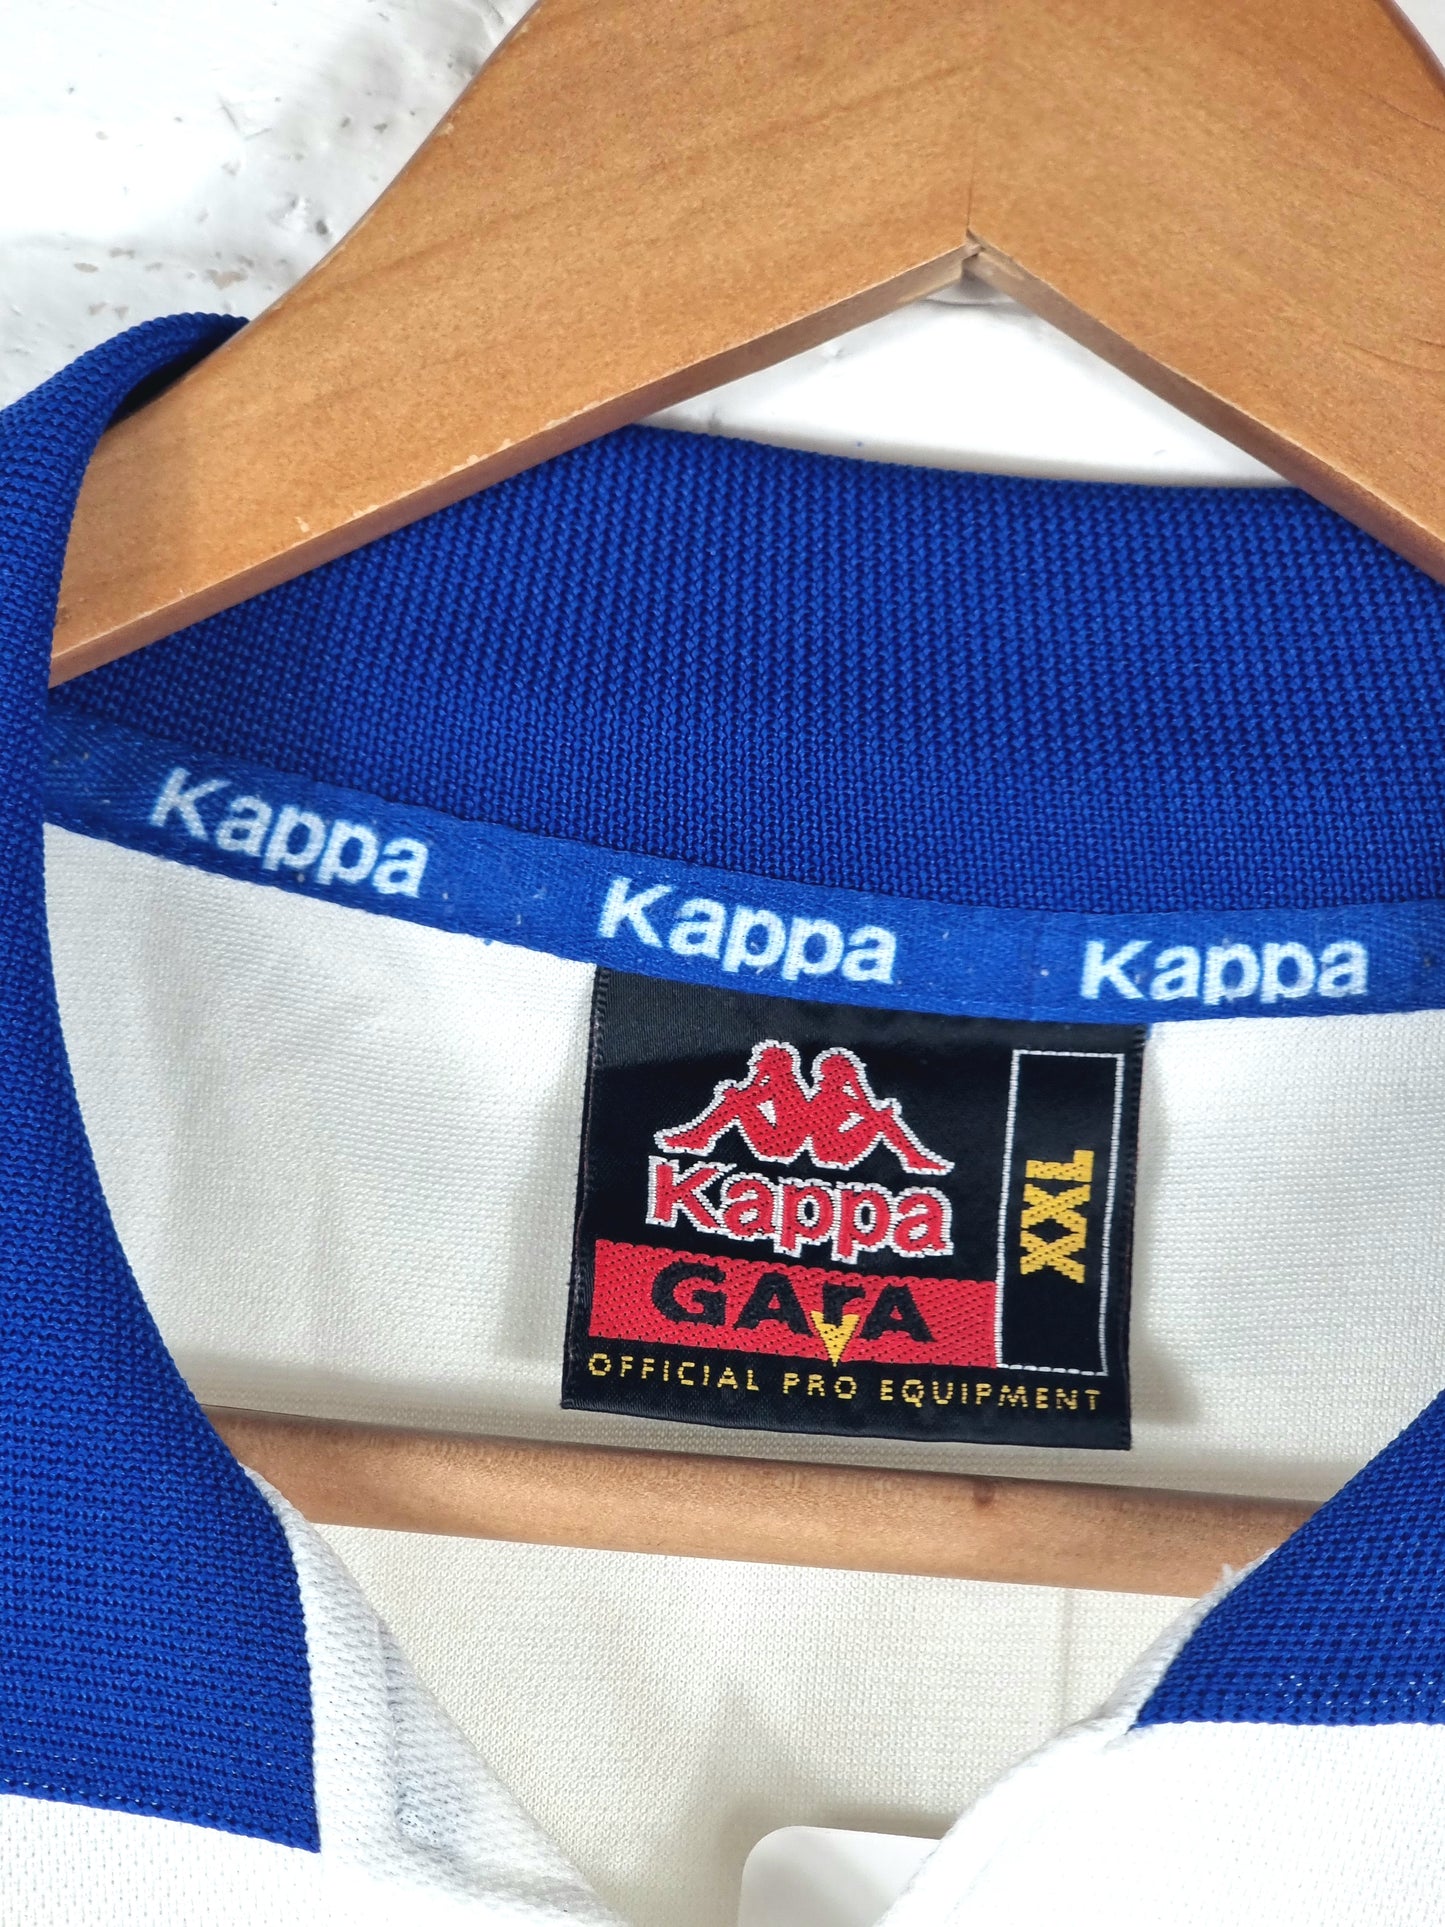 Kappa Kappa Kappa
Kappa
GArA
XXL
OFFICIAL PRO EQUIPMENT